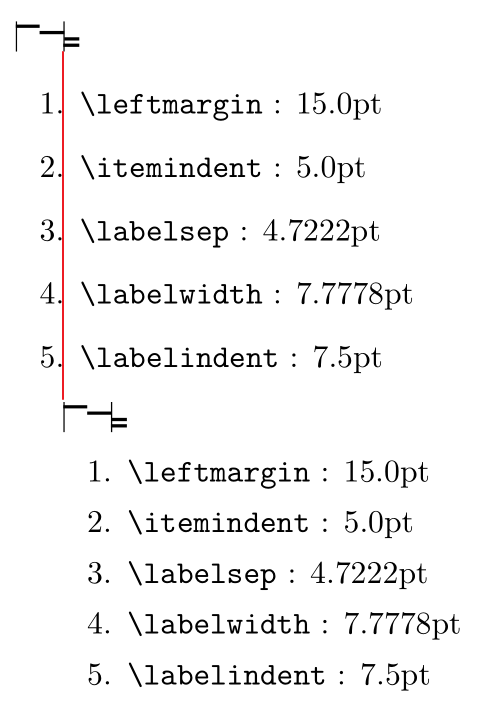 1. \leftmargin : 15.0pt
2. \itemindent : 5.0pt
3. \labelsep : 4.7222pt
4. \labelwidth : 7.7778pt
5. \labelindent : 7.5pt
1. \leftmargin : 15.0pt
2. \itemindent : 5.0pt
3. \labelsep : 4.7222pt
4. \labelwidth : 7.7778pt
5. \labelindent : 7.5pt